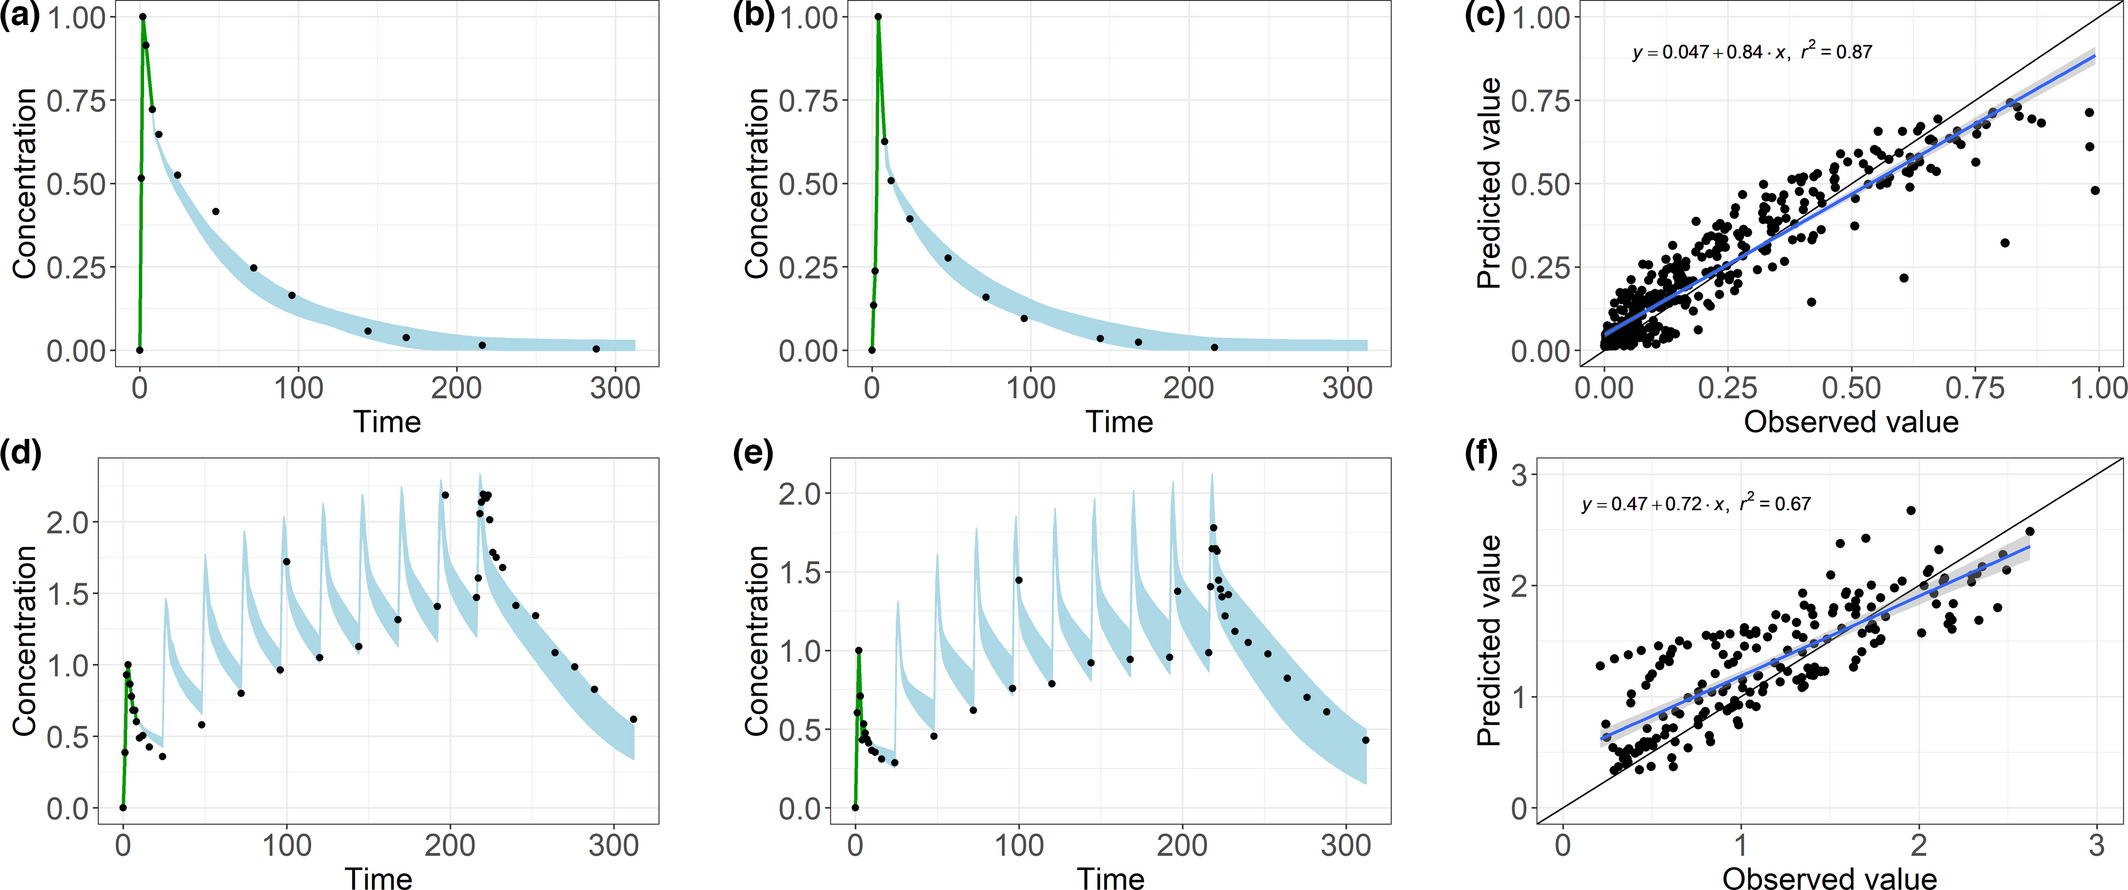 (a)
1.00
0.75
0.50
0.25
0.00
Concentration
0 100 200 300
Time
(b)
1.00
0.75
0.50
0.25
0.00
Concentration
0 100 200 300
Time
(c)
1.00
0.75
0.50
0.25
0.00
Predicted value
y = 0.047 + 0.84 · x, r² = 0.87
0.00 0.25 0.50 0.75 1.00
Observed value
(d)
2.0
1.5
1.0
0.5
0.0
Concentration
0 100 200 300
Time
(e)
2.0
1.5
1.0
0.5
0.0
Concentration
0 100 200 300
Time
(f)
3
2
1
0
Predicted value
y = 0.47 + 0.72 · x, r² = 0.67
0 1 2 3
Observed value